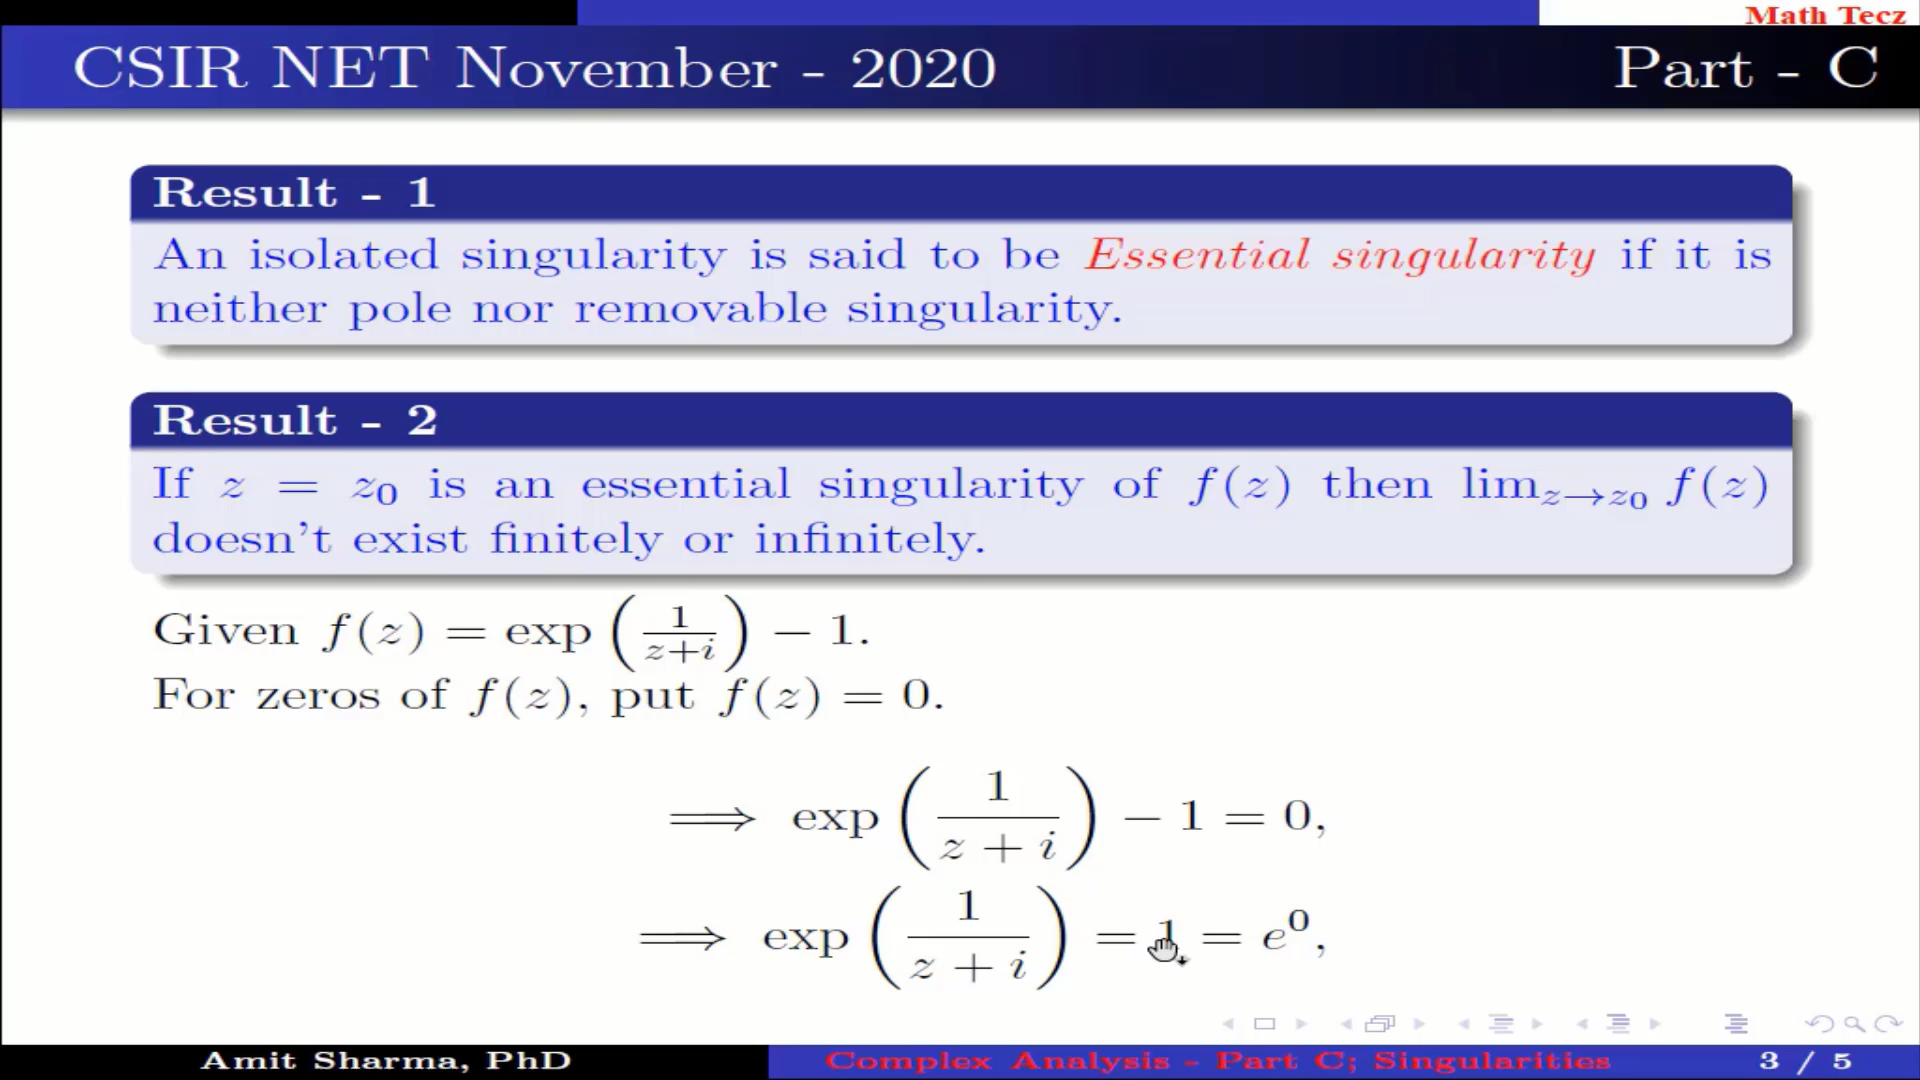 Math Tecz
CSIR NET November - 2020 Part - C
Result - 1
An isolated singularity is said to be Essential singularity if it is
neither pole nor removable singularity.
Result - 2
If z = z₀ is an essential singularity of f(z) then lim_{z→z₀} f(z)
doesn't exist finitely or infinitely.
Given f(z) = exp(1/(z+i)) − 1.
For zeros of f(z), put f(z) = 0.
⟹ exp(1/(z + i)) − 1 = 0,
⟹ exp(1/(z + i)) = 1 = e⁰,
Amit Sharma, PhD Complex Analysis - Part C; Singularities 3 / 5